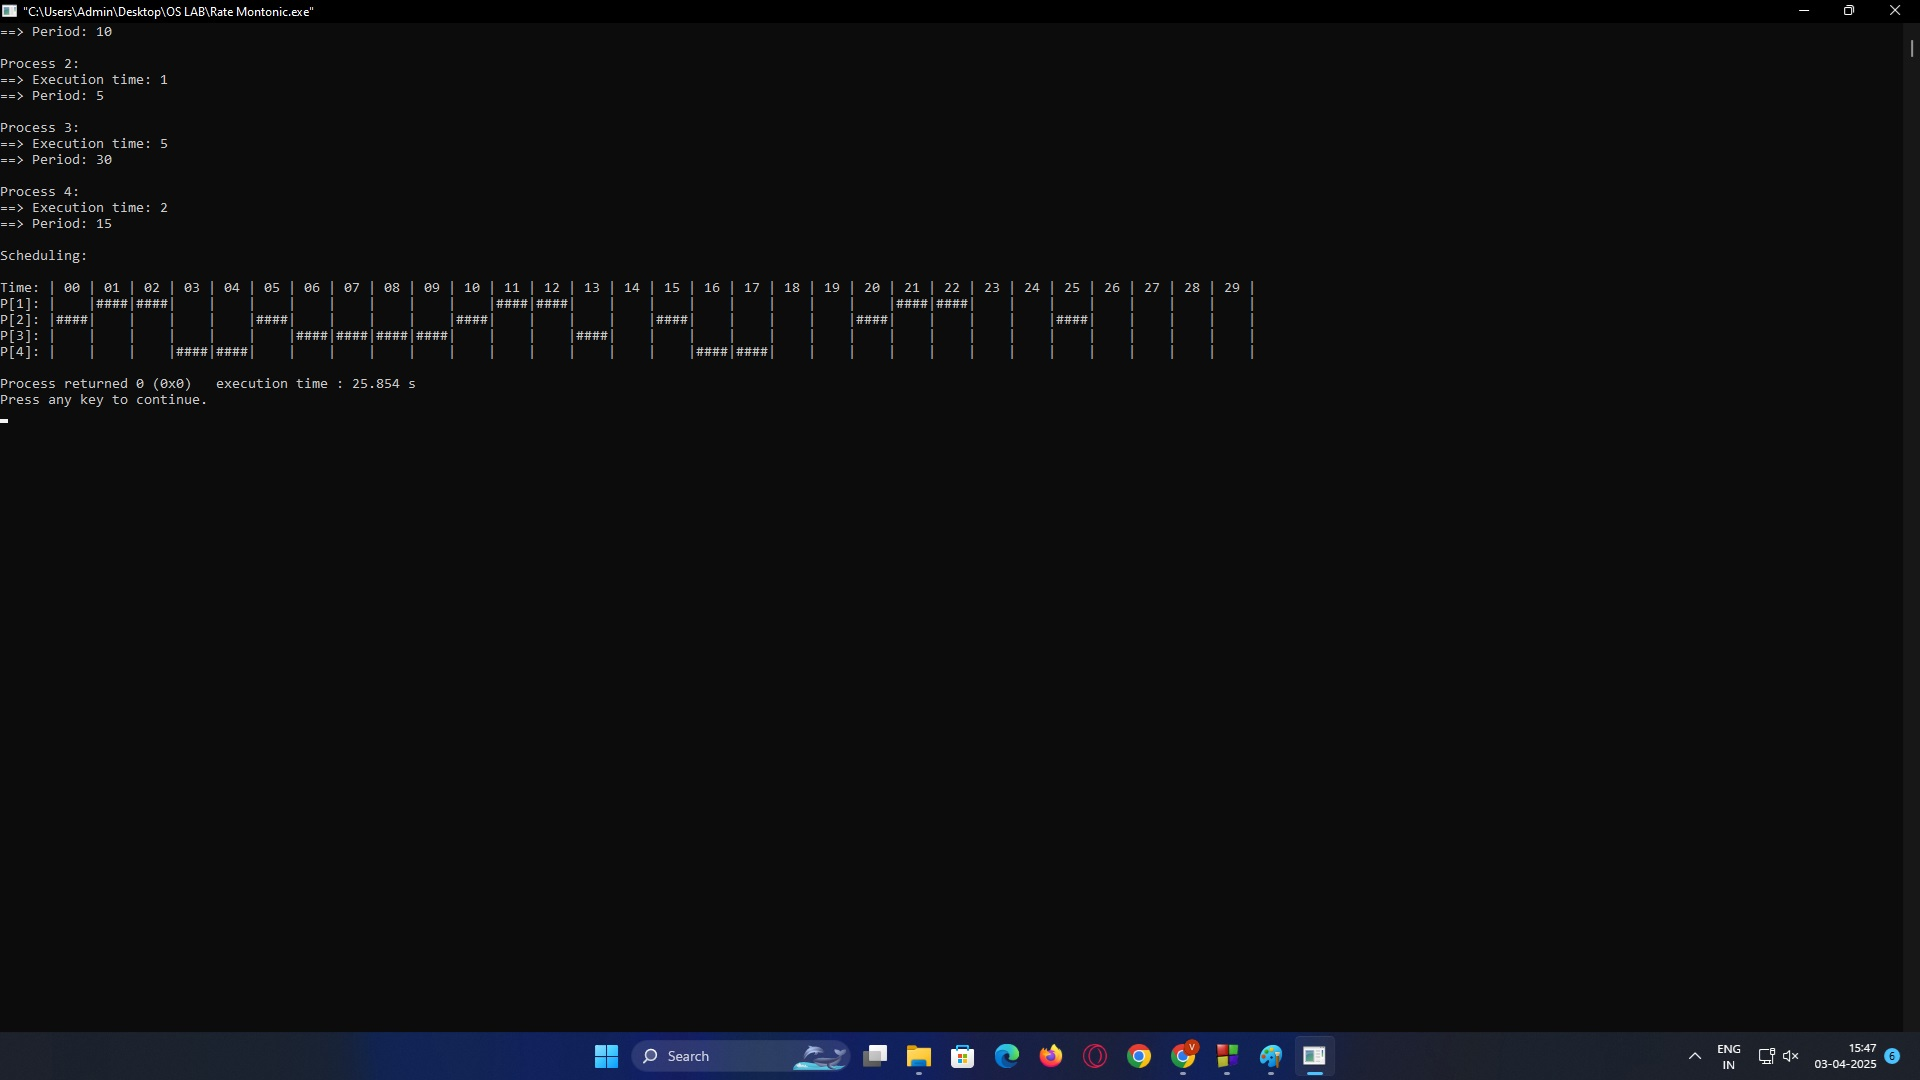 "C:\Users\Admin\Desktop\OS LAB\Rate Montonic.exe"
==> Period: 10
Process 2:
==> Execution time: 1
==> Period: 5
Process 3:
==> Execution time: 5
==> Period: 30
Process 4:
==> Execution time: 2
==> Period: 15
Scheduling:
Time: | 00 | 01 | 02 | 03 | 04 | 05 | 06 | 07 | 08 | 09 | 10 | 11 | 12 | 13 | 14 | 15 | 16 | 17 | 18 | 19 | 20 | 21 | 22 | 23 | 24 | 25 | 26 | 27 | 28 | 29 |
P[1]: |    |####|####|    |    |    |    |    |    |    |    |####|####|    |    |    |    |    |    |    |    |####|####|    |    |    |    |    |    |    |
P[2]: |####|    |    |    |    |####|    |    |    |    |####|    |    |    |    |####|    |    |    |    |####|    |    |    |    |####|    |    |    |    |
P[3]: |    |    |    |    |    |    |####|####|####|####|    |    |    |####|    |    |    |    |    |    |    |    |    |    |    |    |    |    |    |    |
P[4]: |    |    |    |####|####|    |    |    |    |    |    |    |    |    |    |    |####|####|    |    |    |    |    |    |    |    |    |    |    |    |
Process returned 0 (0x0)   execution time : 25.854 s
Press any key to continue.
Search
V
ENG
IN
15:47
03-04-2025
6